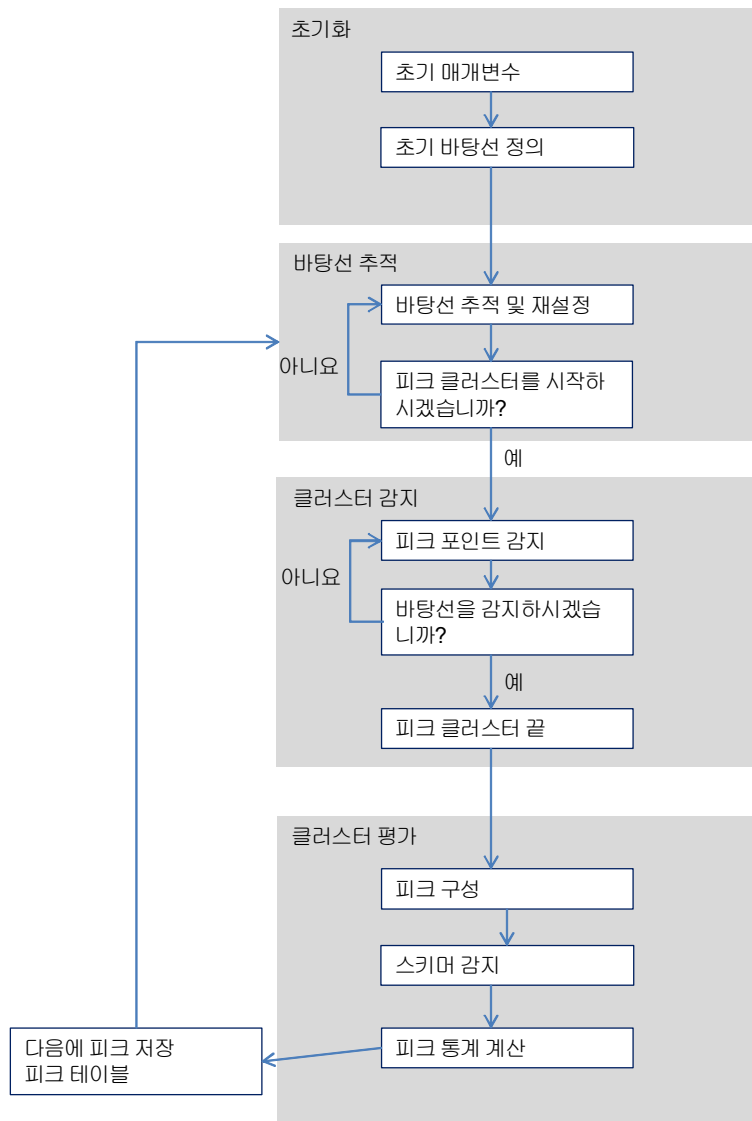 초기화
초기 매개변수
초기 바탕선 정의
바탕선 추적
바탕선 추적 및 재설정
아니요
피크 클러스터를 시작하
시겠습니까?
예
클러스터 감지
피크 포인트 감지
아니요
바탕선을 감지하시겠습
니까?
예
피크 클러스터 끝
클러스터 평가
피크 구성
스키머 감지
피크 통계 계산
다음에 피크 저장
피크 테이블